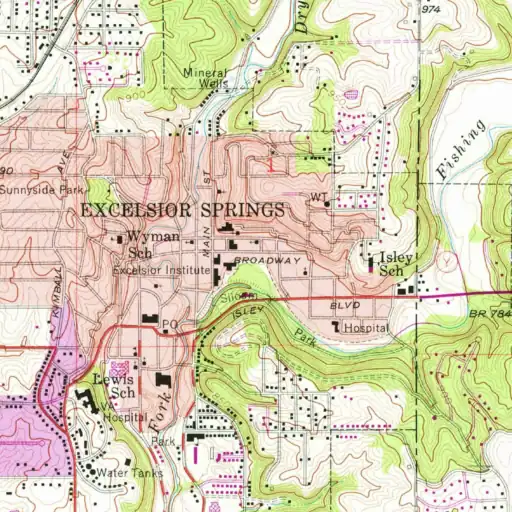 974
Dry
Mineral
Wells
900
Fishing
AVE
90
Sunnyside Park
ST
WT
EXCELSIOR SPRINGS
Wyman
Sch
MAIN
BROADWAY
Isley
Sch
Excelsior Institute
KIMBALL
Siloam
ISLEY
BLVD
BR 784
PO
Park
Hospital
Lewis
Sch
Hospital
Fork
Park
Water Tanks